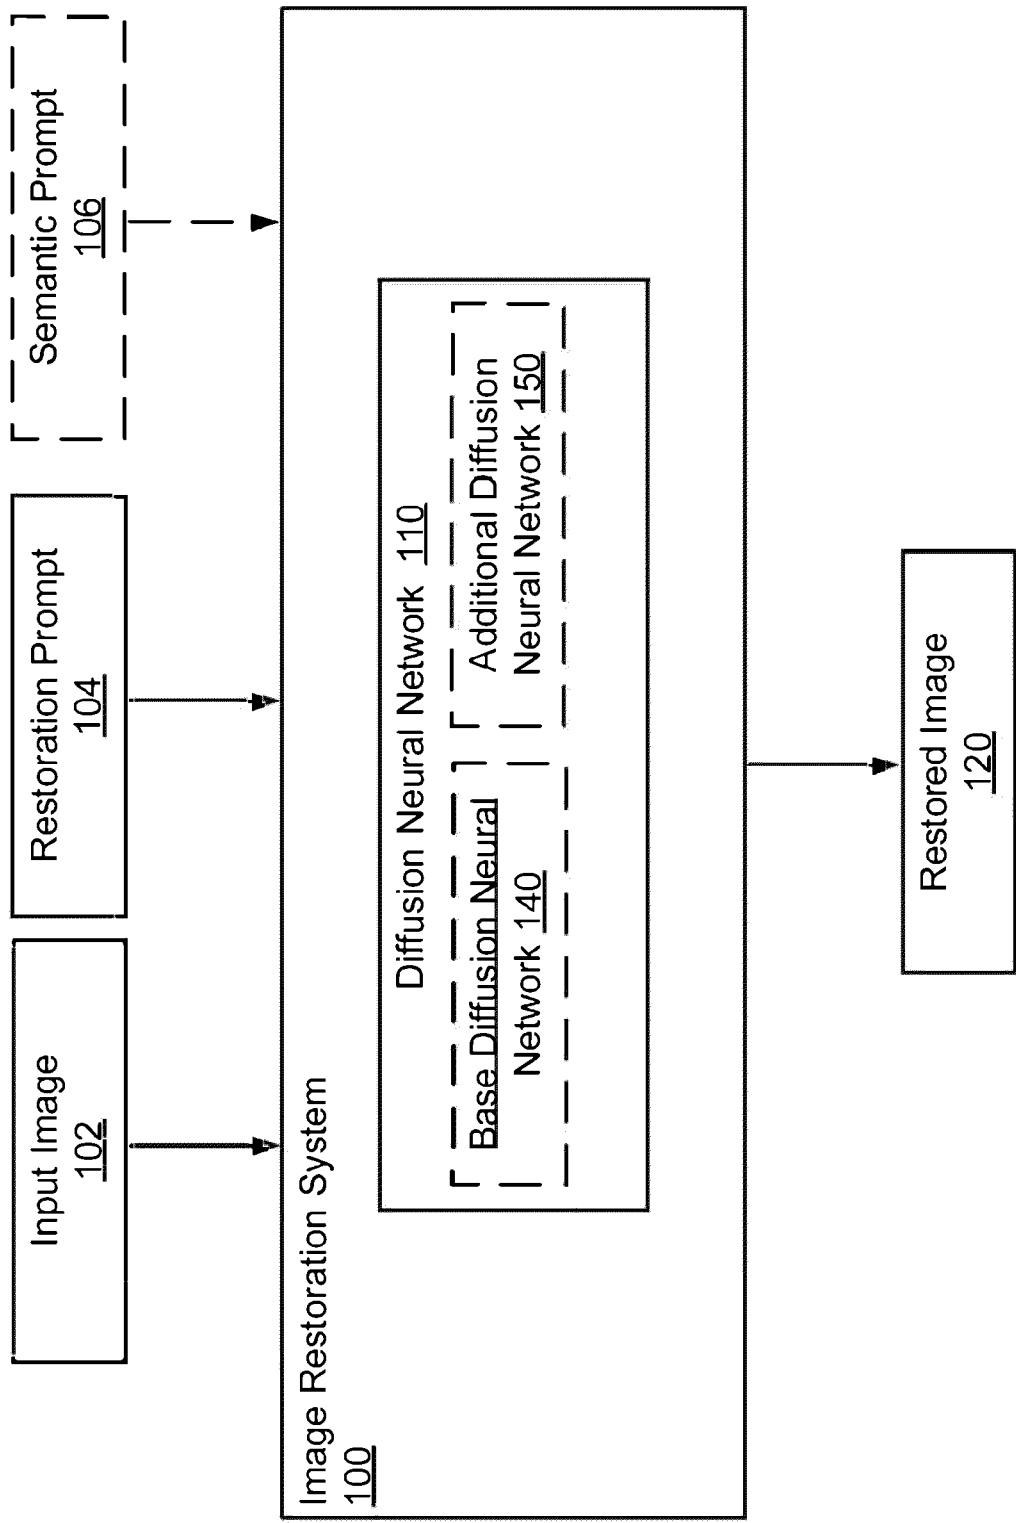 Input Image
102
Restoration Prompt
104
Semantic Prompt
106
Image Restoration System
100
Diffusion Neural Network 110
Base Diffusion Neural
Network 140
Additional Diffusion
Neural Network 150
Restored Image
120